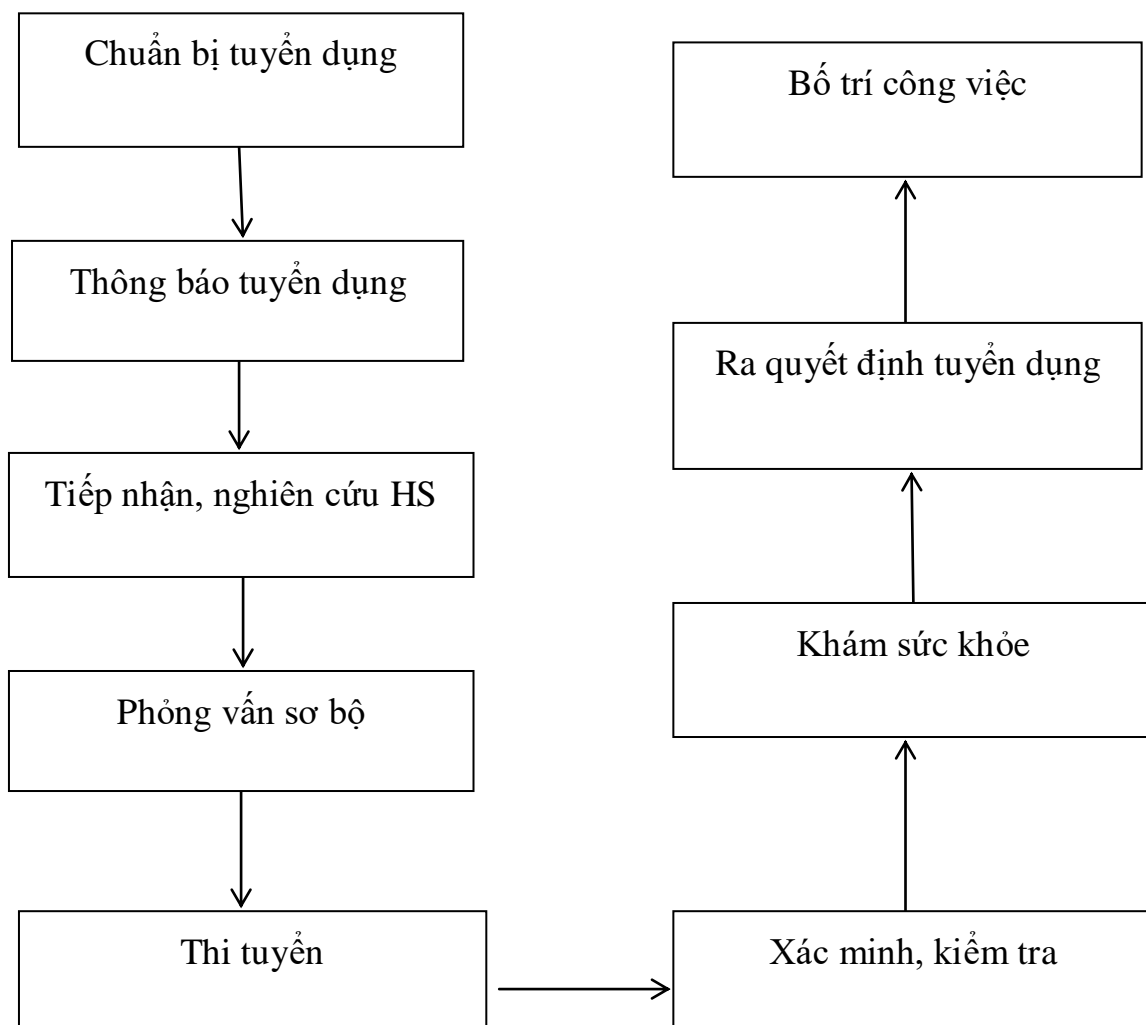 Chuẩn bị tuyển dụng
Thông báo tuyển dụng
Tiếp nhận, nghiên cứu HS
Phỏng vấn sơ bộ
Thi tuyển
Xác minh, kiểm tra
Khám sức khỏe
Ra quyết định tuyển dụng
Bố trí công việc